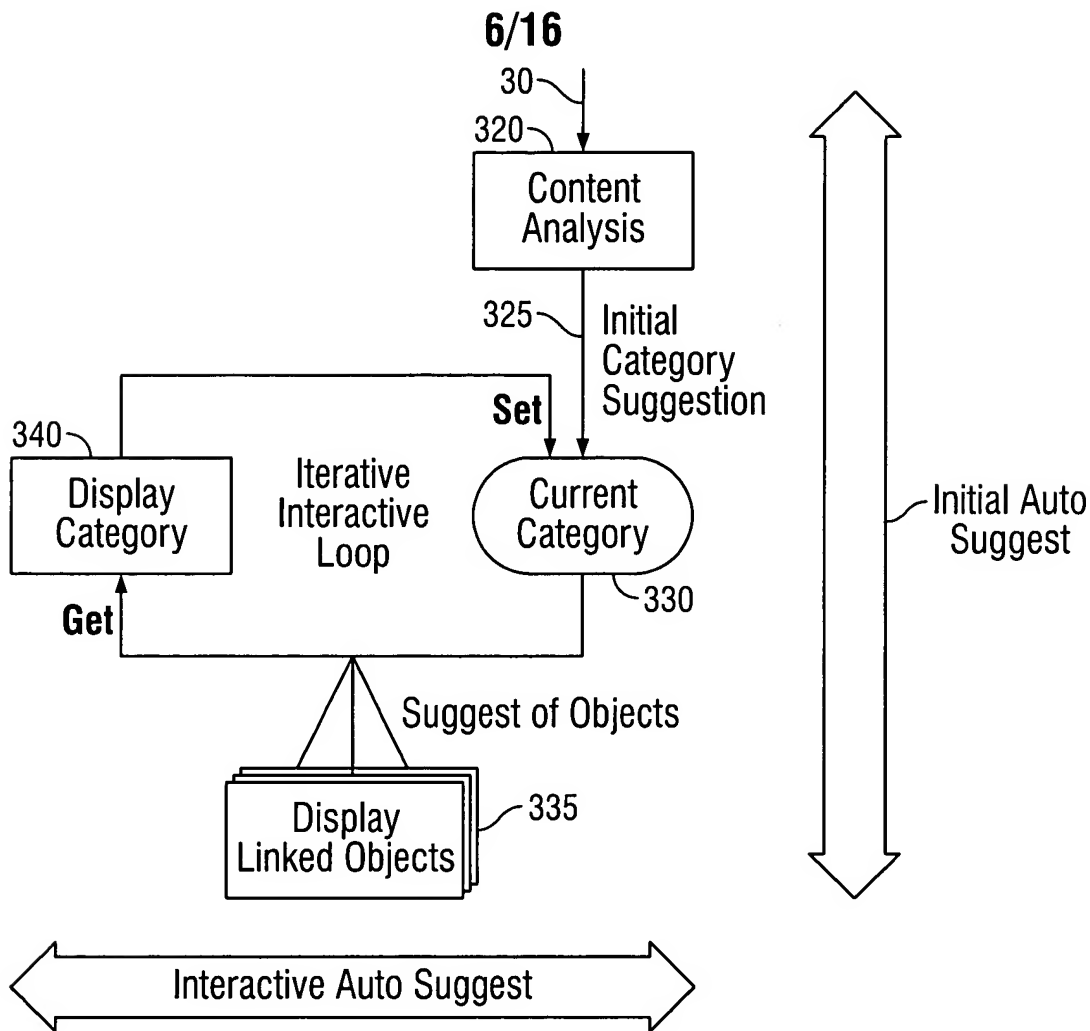 6/16
30
320
Content
Analysis
325
Initial
Category
Suggestion
Set
340
Display
Category
Iterative
Interactive
Loop
Current
Category
330
Get
Initial Auto
Suggest
Suggest of Objects
Display
Linked Objects
335
Interactive Auto Suggest